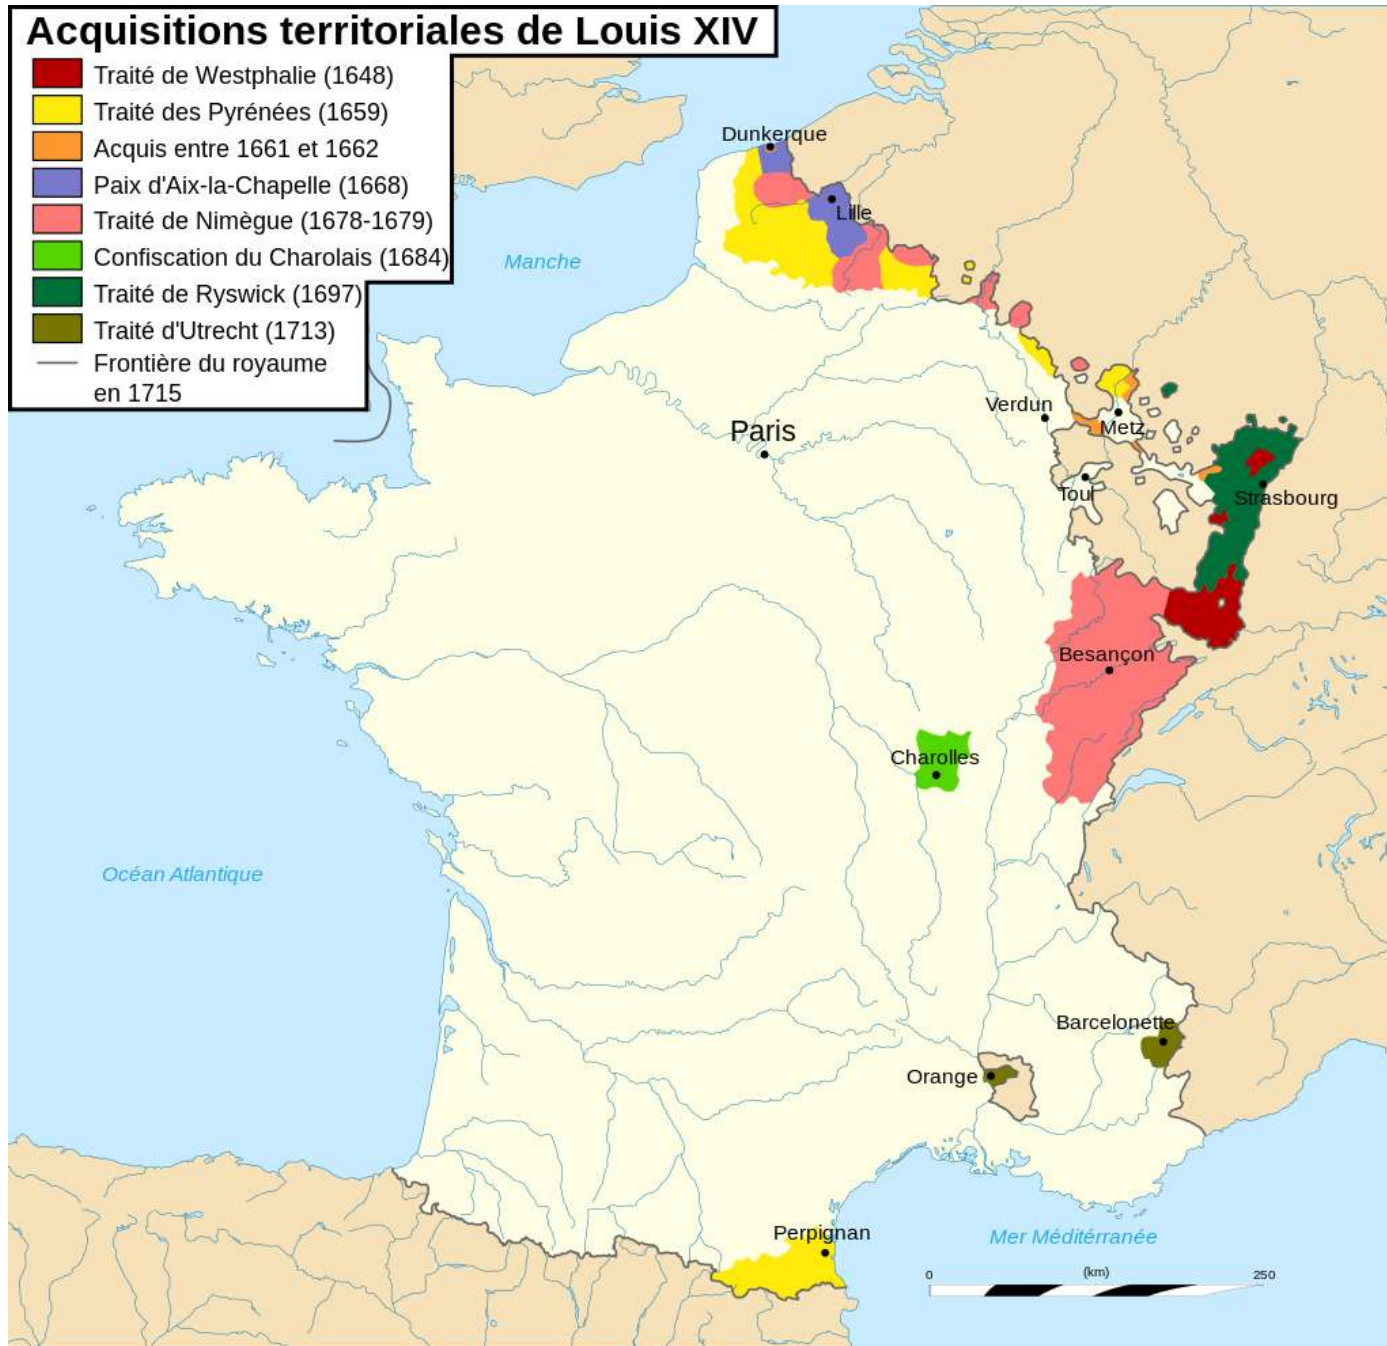 Acquisitions territoriales de Louis XIV
Traité de Westphalie (1648)
Traité des Pyrénées (1659)
Acquis entre 1661 et 1662
Paix d'Aix-la-Chapelle (1668)
Traité de Nimègue (1678-1679)
Confiscation du Charolais (1684)
Traité de Ryswick (1697)
Traité d'Utrecht (1713)
Frontière du royaume
en 1715
Dunkerque
Lille
Manche
Verdun
Metz
Paris
Toul
Strasbourg
Besançon
Charolles
Océan Atlantique
Barcelonette
Orange
Perpignan
Mer Méditérranée
0 (km) 250